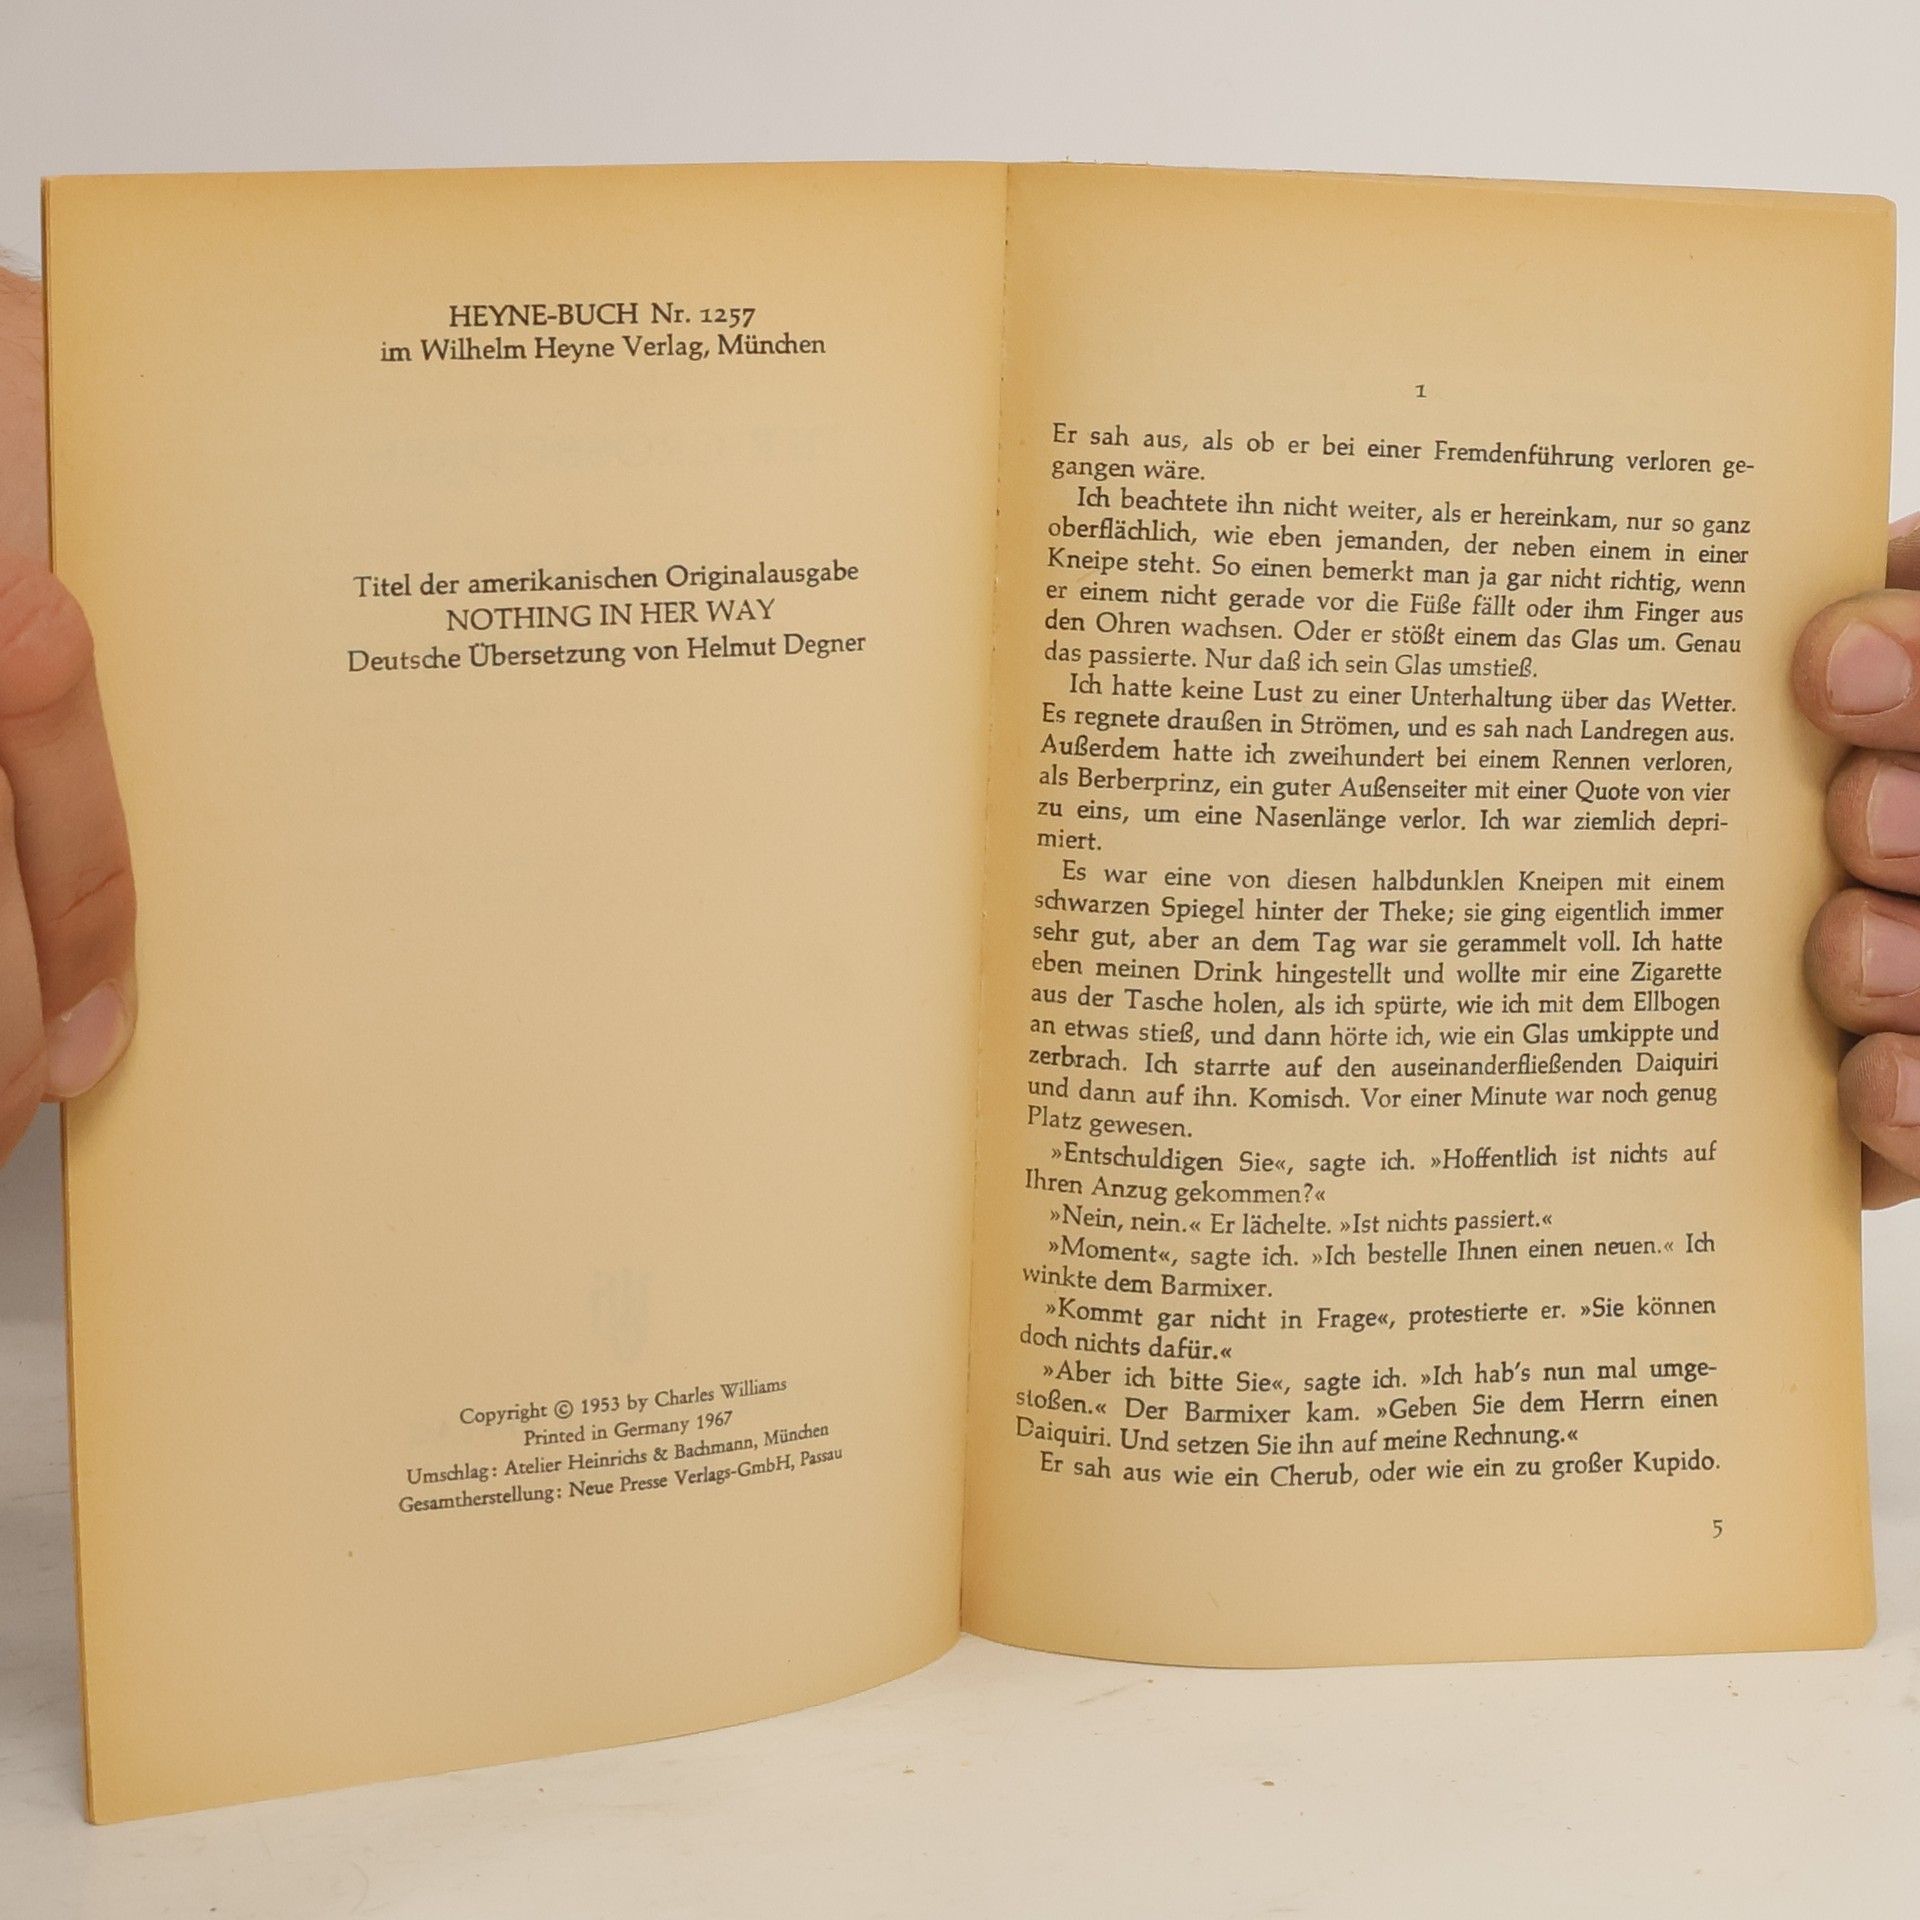 HEYNE-BUCH Nr. 1257
im Wilhelm Heyne Verlag, München
Titel der amerikanischen Originalausgabe
NOTHING IN HER WAY
Deutsche Übersetzung von Helmut Degner
Copyright © 1953 by Charles Williams
Printed in Germany 1967
Umschlag: Atelier Heinrichs & Bachmann, München
Gesamtherstellung: Neue Presse Verlags-GmbH, Passau
1
Er sah aus, als ob er bei einer Fremdenführung verloren ge-
gangen wäre.
Ich beachtete ihn nicht weiter, als er hereinkam, nur so ganz
oberflächlich, wie eben jemanden, der neben einem in einer
Kneipe steht. So einen bemerkt man ja gar nicht richtig, wenn
er einem nicht gerade vor die Füße fällt oder ihm Finger aus
den Ohren wachsen. Oder er stößt einem das Glas um. Genau
das passierte. Nur daß ich sein Glas umstieß.
Ich hatte keine Lust zu einer Unterhaltung über das Wetter.
Es regnete draußen in Strömen, und es sah nach Landregen aus.
Außerdem hatte ich zweihundert bei einem Rennen verloren,
als Berberprinz, ein guter Außenseiter mit einer Quote von vier
zu eins, um eine Nasenlänge verlor. Ich war ziemlich depri-
miert.
Es war eine von diesen halbdunklen Kneipen mit einem
schwarzen Spiegel hinter der Theke; sie ging eigentlich immer
sehr gut, aber an dem Tag war sie gerammelt voll. Ich hatte
eben meinen Drink hingestellt und wollte mir eine Zigarette
aus der Tasche holen, als ich spürte, wie ich mit dem Ellbogen
an etwas stieß, und dann hörte ich, wie ein Glas umkippte und
zerbrach. Ich starrte auf den auseinanderfließenden Daiquiri
und dann auf ihn. Komisch. Vor einer Minute war noch genug
Platz gewesen.
»Entschuldigen Sie«, sagte ich. »Hoffentlich ist nichts auf
Ihren Anzug gekommen?«
»Nein, nein.« Er lächelte. »Ist nichts passiert.«
»Moment«, sagte ich. »Ich bestelle Ihnen einen neuen.« Ich
winkte dem Barmixer.
»Kommt gar nicht in Frage«, protestierte er. »Sie können
doch nichts dafür.«
»Aber ich bitte Sie«, sagte ich. »Ich hab's nun mal umge-
stoßen.« Der Barmixer kam. »Geben Sie dem Herrn einen
Daiquiri. Und setzen Sie ihn auf meine Rechnung.«
Er sah aus wie ein Cherub, oder wie ein zu großer Kupido.
5